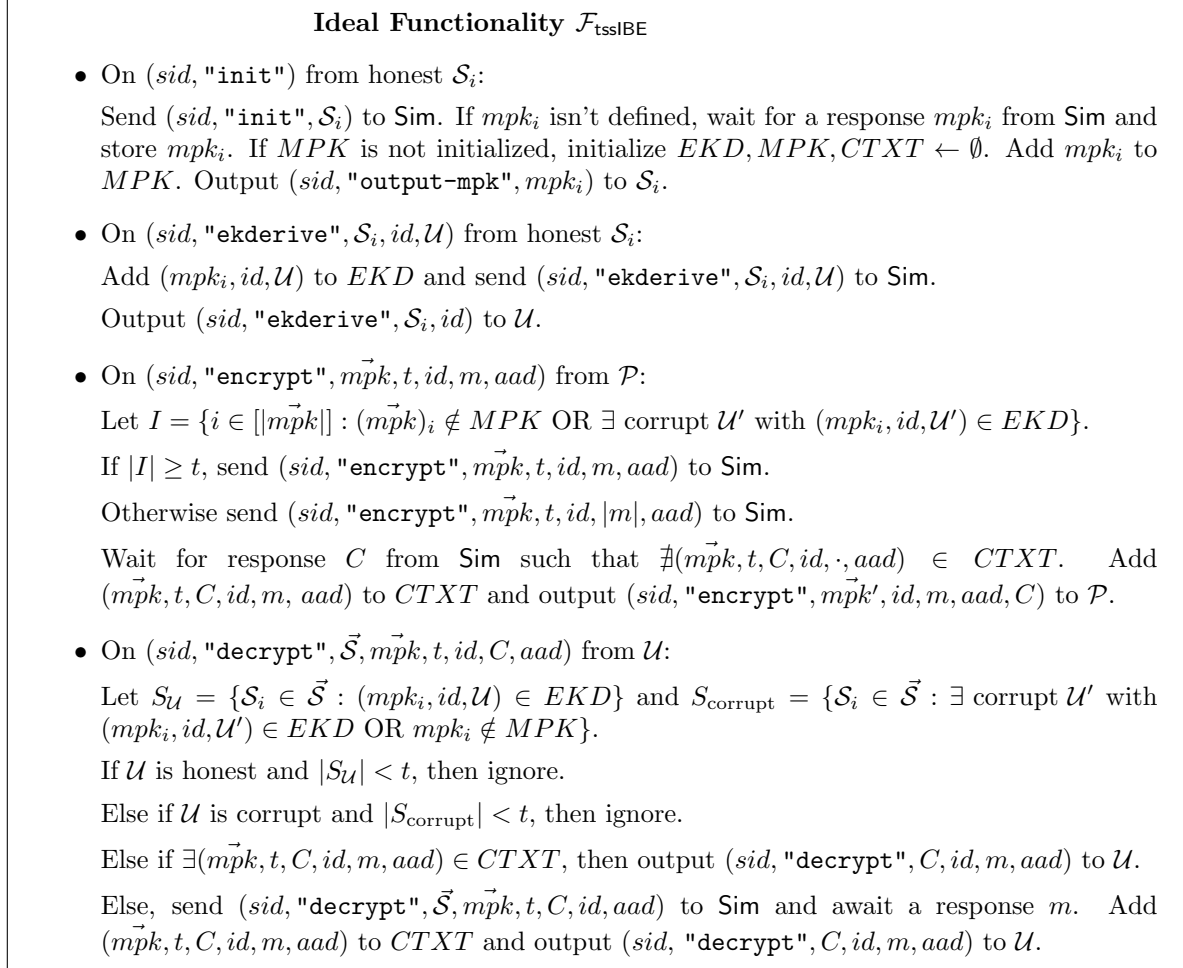 Ideal Functionality F_tssIBE
• On (sid, "init") from honest S_i:
Send (sid, "init", S_i) to Sim. If mpk_i isn't defined, wait for a response mpk_i from Sim and
store mpk_i. If MPK is not initialized, initialize EKD, MPK, CTXT ← ∅. Add mpk_i to
MPK. Output (sid, "output-mpk", mpk_i) to S_i.
• On (sid, "ekderive", S_i, id, U) from honest S_i:
Add (mpk_i, id, U) to EKD and send (sid, "ekderive", S_i, id, U) to Sim.
Output (sid, "ekderive", S_i, id) to U.
• On (sid, "encrypt", m⃗pk, t, id, m, aad) from P:
Let I = {i ∈ [|m⃗pk|] : (m⃗pk)_i ∉ MPK OR ∃ corrupt U′ with (mpk_i, id, U′) ∈ EKD}.
If |I| ≥ t, send (sid, "encrypt", m⃗pk, t, id, m, aad) to Sim.
Otherwise send (sid, "encrypt", m⃗pk, t, id, |m|, aad) to Sim.
Wait for response C from Sim such that ∄(m⃗pk, t, C, id, ·, aad) ∈ CTXT. Add
(m⃗pk, t, C, id, m, aad) to CTXT and output (sid, "encrypt", m⃗pk′, id, m, aad, C) to P.
• On (sid, "decrypt", S⃗, m⃗pk, t, id, C, aad) from U:
Let S_U = {S_i ∈ S⃗ : (mpk_i, id, U) ∈ EKD} and S_corrupt = {S_i ∈ S⃗ : ∃ corrupt U′ with
(mpk_i, id, U′) ∈ EKD OR mpk_i ∉ MPK}.
If U is honest and |S_U| < t, then ignore.
Else if U is corrupt and |S_corrupt| < t, then ignore.
Else if ∃(m⃗pk, t, C, id, m, aad) ∈ CTXT, then output (sid, "decrypt", C, id, m, aad) to U.
Else, send (sid, "decrypt", S⃗, m⃗pk, t, C, id, aad) to Sim and await a response m. Add
(m⃗pk, t, C, id, m, aad) to CTXT and output (sid, "decrypt", C, id, m, aad) to U.